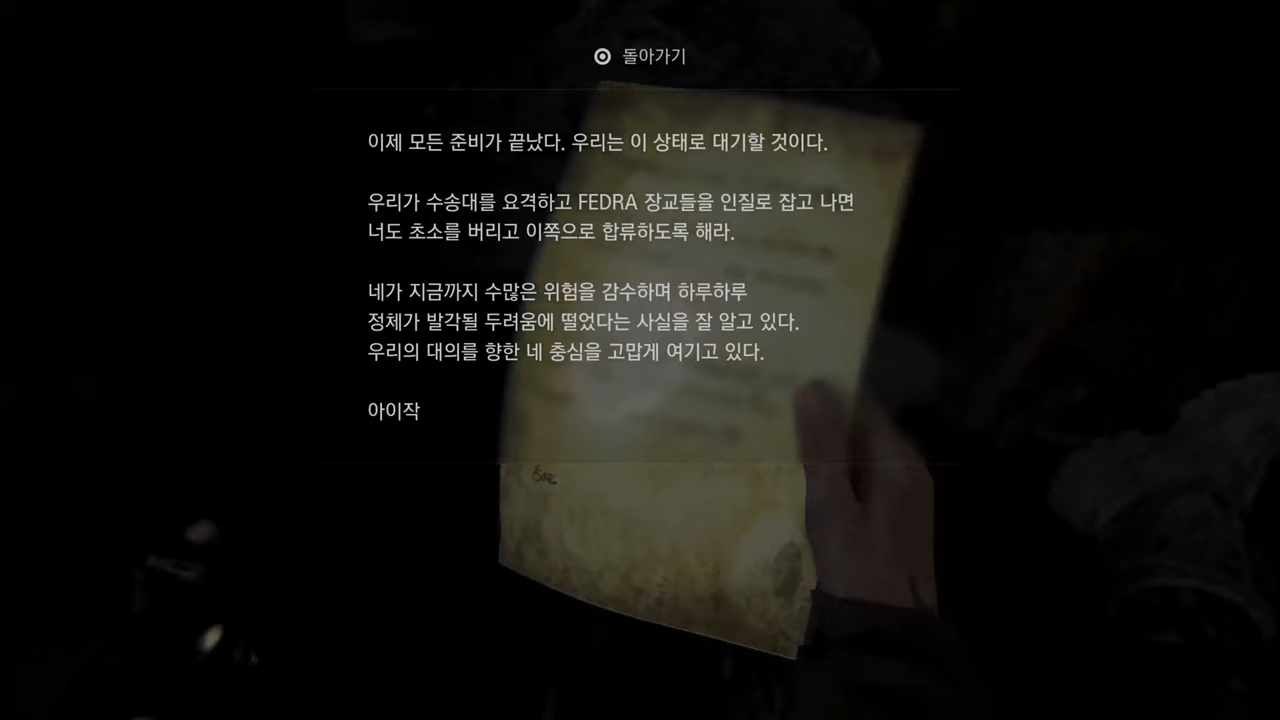 돌아가기
이제 모든 준비가 끝났다. 우리는 이 상태로 대기할 것이다.
우리가 수송대를 요격하고 FEDRA 장교들을 인질로 잡고 나면
너도 초소를 버리고 이쪽으로 합류하도록 해라.
네가 지금까지 수많은 위험을 감수하며 하루하루
정체가 발각될 두려움에 떨었다는 사실을 잘 알고 있다.
우리의 대의를 향한 네 충심을 고맙게 여기고 있다.
아이작